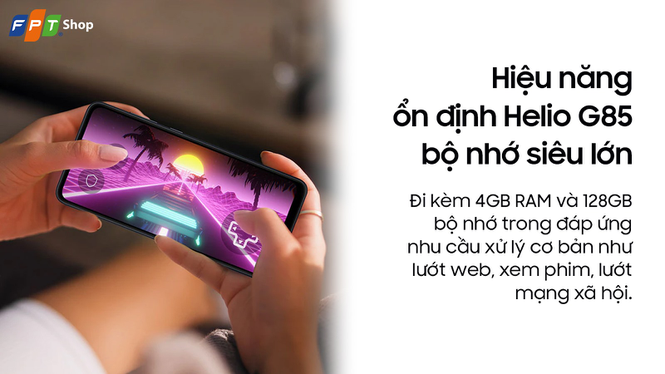 FPT Shop
Hiệu năng
ổn định Helio G85
bộ nhớ siêu lớn
Đi kèm 4GB RAM và 128GB
bộ nhớ trong đáp ứng
nhu cầu xử lý cơ bản như
lướt web, xem phim, lướt
mạng xã hội.